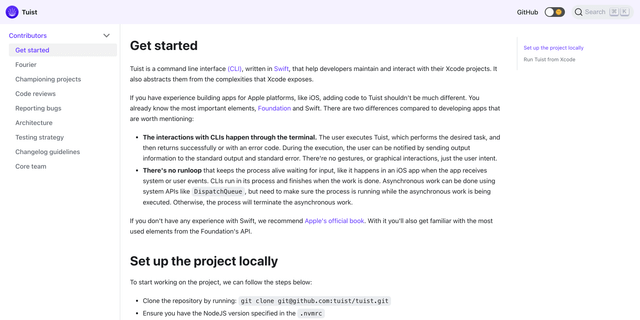 Tuist
GitHub
Search ⌘ K
Contributors
Get started
Fourier
Championing projects
Code reviews
Reporting bugs
Architecture
Testing strategy
Changelog guidelines
Core team
Get started
Tuist is a command line interface (CLI), written in Swift, that help developers maintain and interact with their Xcode projects. It
also abstracts them from the complexities that Xcode exposes.
If you have experience building apps for Apple platforms, like iOS, adding code to Tuist shouldn't be much different. You
already know the most important elements, Foundation and Swift. There are two differences compared to developing apps that
are worth mentioning:
• The interactions with CLIs happen through the terminal. The user executes Tuist, which performs the desired task, and
then returns successfully or with an error code. During the execution, the user can be notified by sending output
information to the standard output and standard error. There're no gestures, or graphical interactions, just the user intent.
• There's no runloop that keeps the process alive waiting for input, like it happens in an iOS app when the app receives
system or user events. CLIs run in its process and finishes when the work is done. Asynchronous work can be done using
system APIs like DispatchQueue, but need to make sure the process is running while the asynchronous work is being
executed. Otherwise, the process will terminate the asynchronous work.
If you don't have any experience with Swift, we recommend Apple's official book. With it you'll also get familiar with the most
used elements from the Foundation's API.
Set up the project locally
To start working on the project, we can follow the steps below:
• Clone the repository by running: git clone git@github.com:tuist/tuist.git
• Ensure you have the NodeJS version specified in the .nvmrc
Set up the project locally
Run Tuist from Xcode